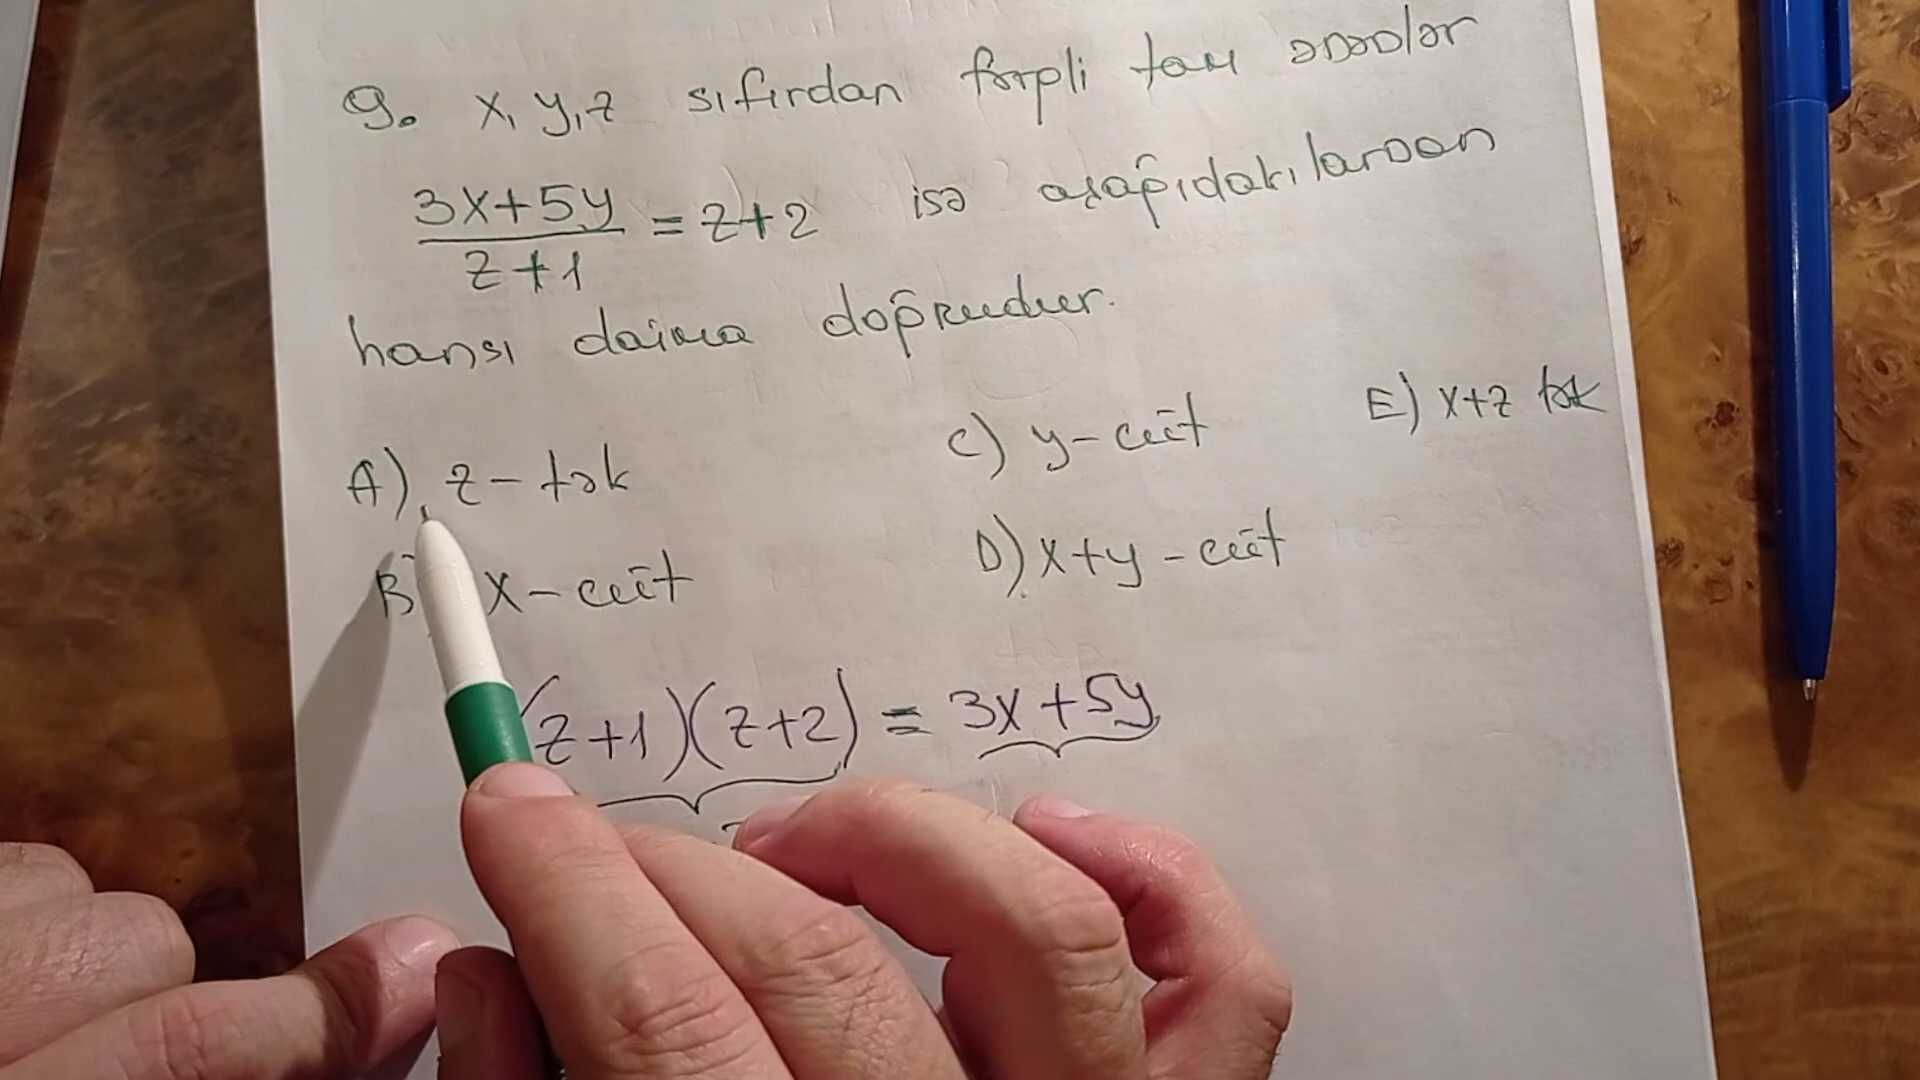 9. x, y, z sıfırdan fərqli tam ədədlər
3x+5y / z+1 = z+2 isə aşağıdakılardan
hansı daima doğrudur.
A) z - tək
B) x - cüt
C) y - cüt
D) x+y - cüt
E) x+z tək
(z+1)(z+2) = 3x+5y